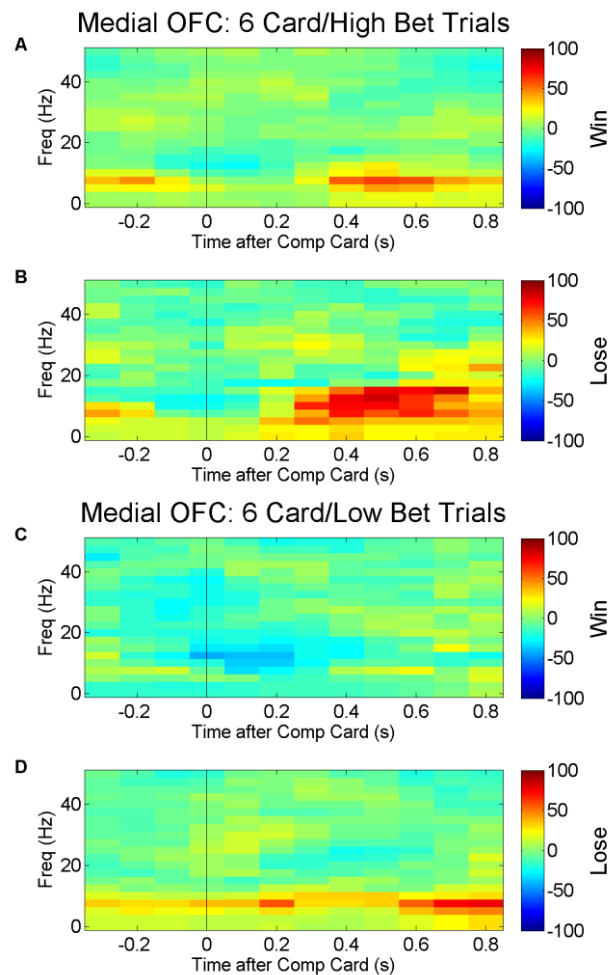 Medial OFC: 6 Card/High Bet Trials
A
Freq (Hz)
40
20
0
-0.2 0 0.2 0.4 0.6 0.8
Time after Comp Card (s)
100
50
0
-50
-100
Win
B
Freq (Hz)
40
20
0
-0.2 0 0.2 0.4 0.6 0.8
Time after Comp Card (s)
100
50
0
-50
-100
Lose
Medial OFC: 6 Card/Low Bet Trials
C
Freq (Hz)
40
20
0
-0.2 0 0.2 0.4 0.6 0.8
Time after Comp Card (s)
100
50
0
-50
-100
Win
D
Freq (Hz)
40
20
0
-0.2 0 0.2 0.4 0.6 0.8
Time after Comp Card (s)
100
50
0
-50
-100
Lose